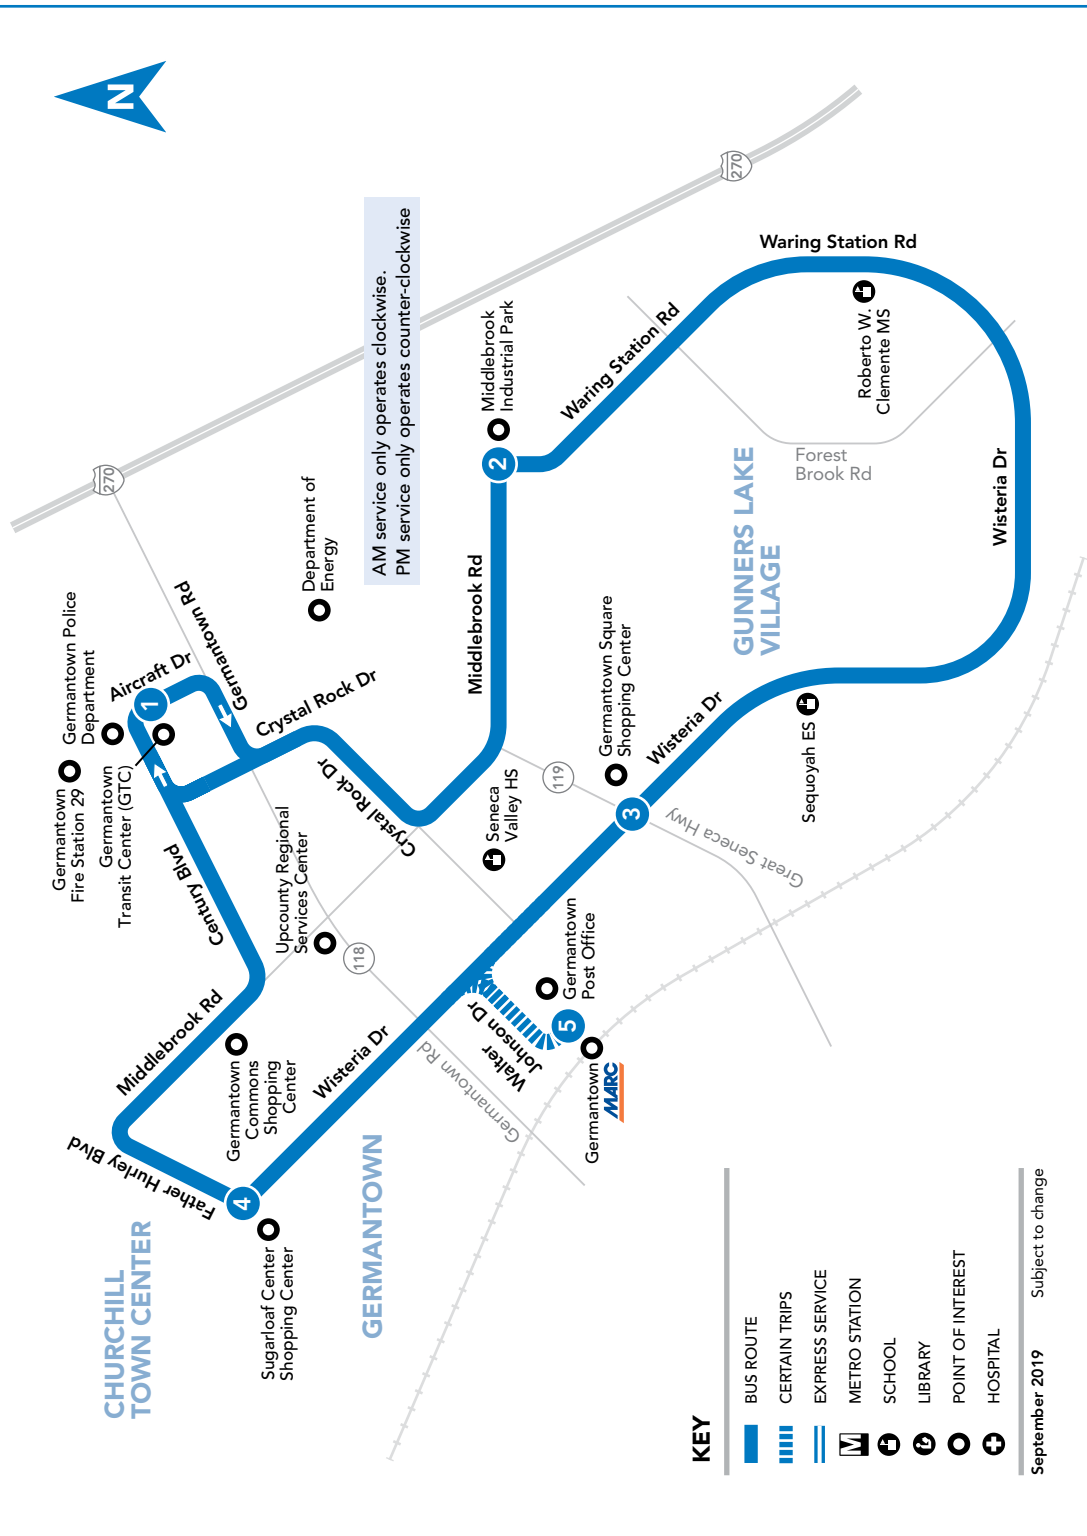 N
270
270
AM service only operates clockwise.
PM service only operates counter-clockwise
Germantown Police
Department
Germantown
Fire Station 29
Germantown
Transit Center (GTC)
1
Aircraft Dr
Germantown Rd
Department of
Energy
Crystal Rock Dr
Crystal Rock Dr
Century Blvd
Upcounty Regional
Services Center
118
Middlebrook Rd
Middlebrook
Industrial Park
2
Waring Station Rd
Waring Station Rd
Roberto W.
Clemente MS
Forest
Brook Rd
GUNNERS LAKE
VILLAGE
Wisteria Dr
Sequoyah ES
Wisteria Dr
Germantown Square
Shopping Center
3
119
Great Seneca Hwy
Seneca
Valley HS
Germantown
Post Office
5
Walter
Johnson Dr
Germantown
MARC
Germantown Rd
Wisteria Dr
Middlebrook Rd
Germantown
Commons
Shopping
Center
Father Hurley Blvd
4
Sugarloaf Center
Shopping Center
CHURCHILL
TOWN CENTER
GERMANTOWN
KEY
BUS ROUTE
CERTAIN TRIPS
EXPRESS SERVICE
M METRO STATION
SCHOOL
LIBRARY
POINT OF INTEREST
HOSPITAL
September 2019 Subject to change